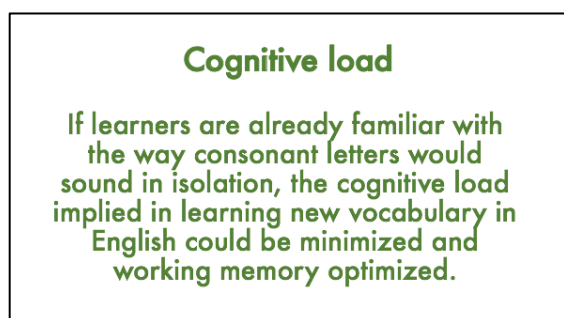 Cognitive load
If learners are already familiar with
the way consonant letters would
sound in isolation, the cognitive load
implied in learning new vocabulary in
English could be minimized and
working memory optimized.